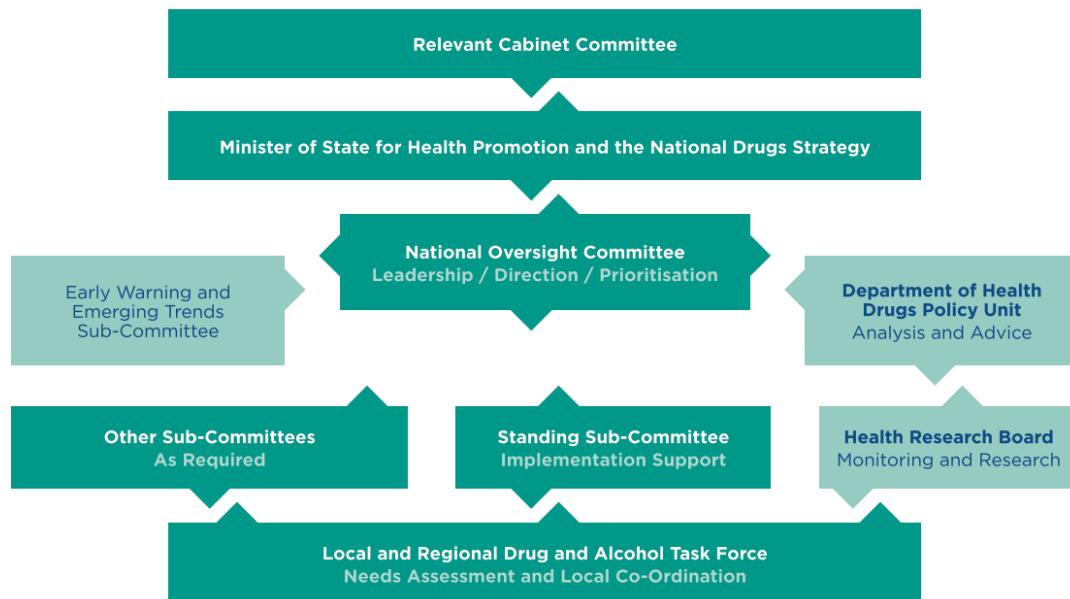 Relevant Cabinet Committee
Minister of State for Health Promotion and the National Drugs Strategy
National Oversight Committee
Leadership / Direction / Prioritisation
Early Warning and
Emerging Trends
Sub-Committee
Department of Health
Drugs Policy Unit
Analysis and Advice
Other Sub-Committees
As Required
Standing Sub-Committee
Implementation Support
Health Research Board
Monitoring and Research
Local and Regional Drug and Alcohol Task Force
Needs Assessment and Local Co-Ordination